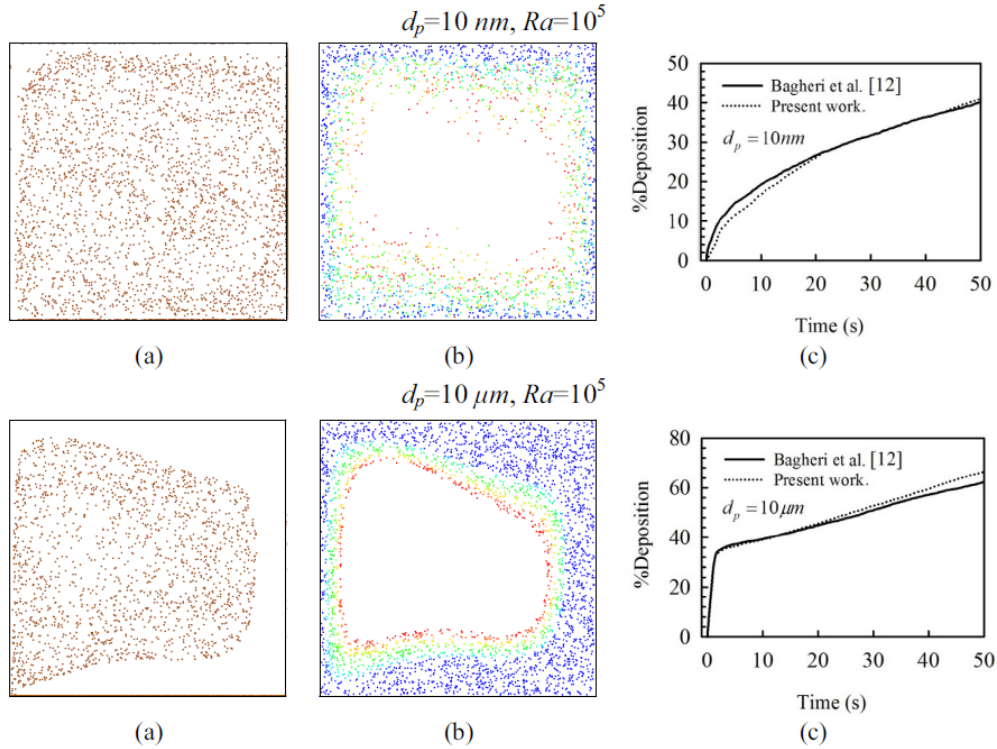 d_p=10 nm, Ra=10^5
Bagheri et al. [12]
Present work.
d_p = 10nm
%Deposition
50
40
30
20
10
0
0 10 20 30 40 50
Time (s)
(a) (b) (c)
d_p=10 μm, Ra=10^5
Bagheri et al. [12]
Present work.
d_p = 10μm
%Deposition
80
60
40
20
0
0 10 20 30 40 50
Time (s)
(a) (b) (c)